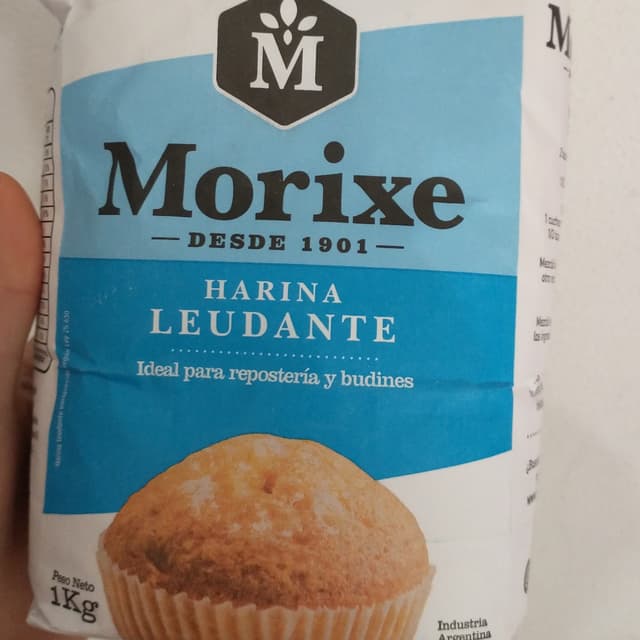 M
Morixe
DESDE 1901
HARINA
LEUDANTE
Ideal para repostería y budines
Peso Neto
1Kg
Industria
Argentina
M